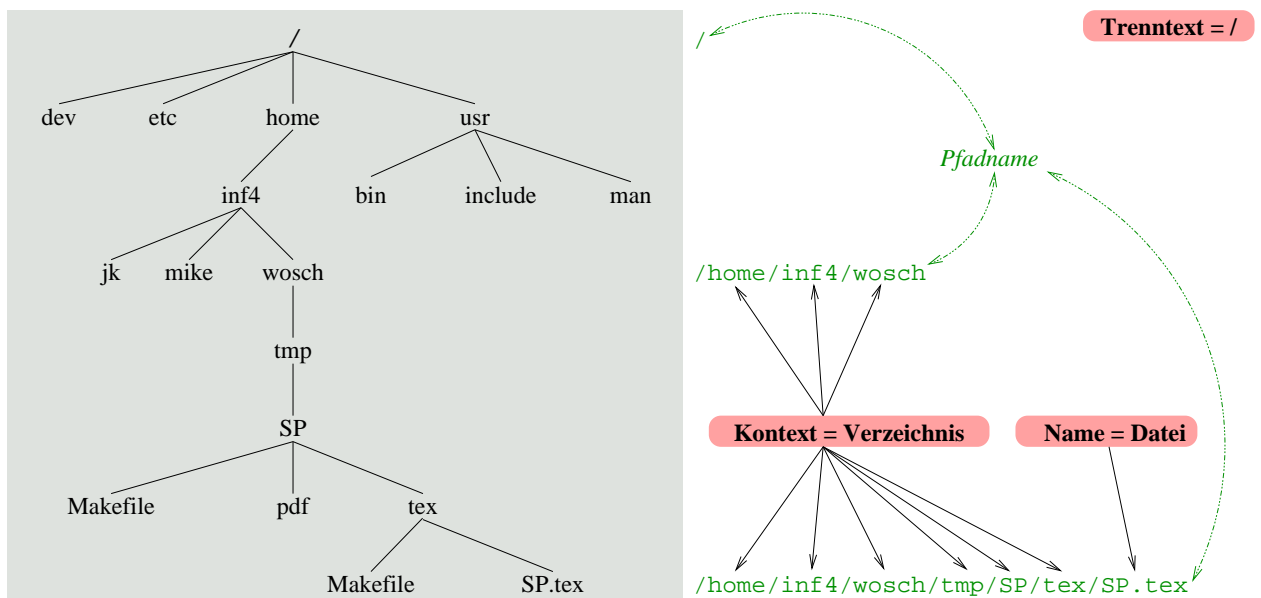 /
dev etc home usr
inf4 bin include man
jk mike wosch
tmp
SP
Makefile pdf tex
Makefile SP.tex
Trenntext = /
/
Pfadname
/home/inf4/wosch
Kontext = Verzeichnis Name = Datei
/home/inf4/wosch/tmp/SP/tex/SP.tex